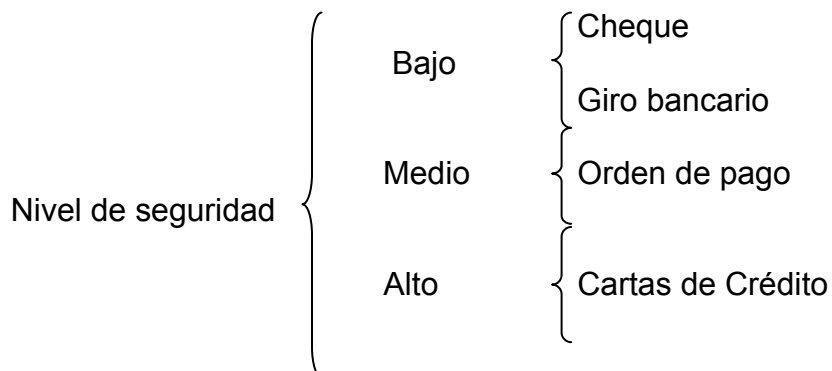 Nivel de seguridad
Bajo
Cheque
Giro bancario
Medio
Orden de pago
Alto
Cartas de Crédito